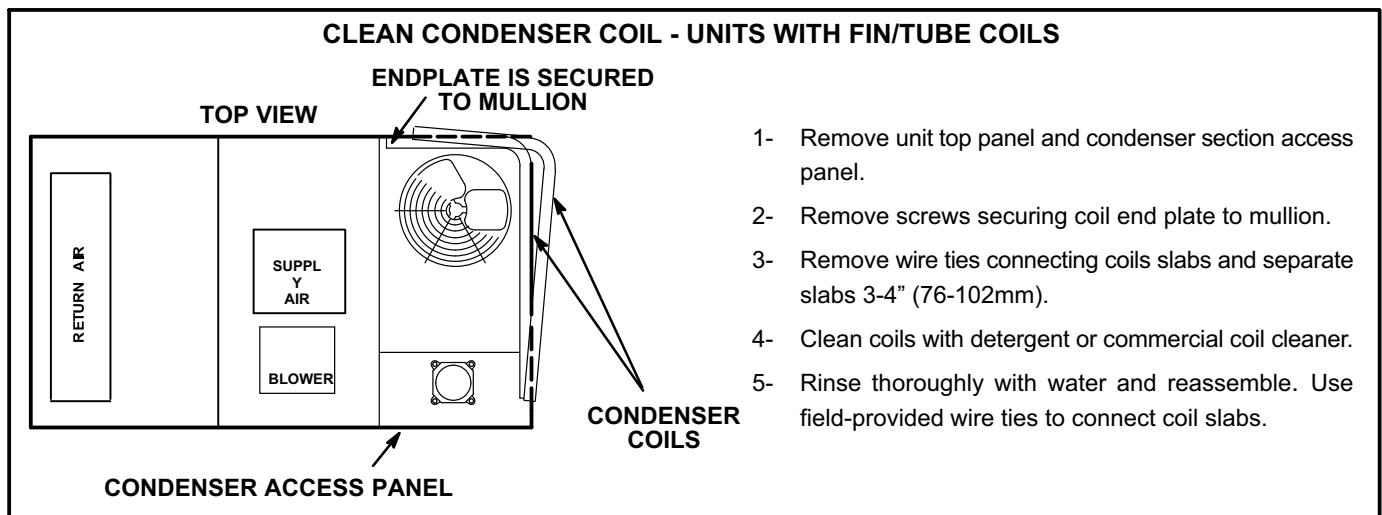 CLEAN CONDENSER COIL - UNITS WITH FIN/TUBE COILS
ENDPLATE IS SECURED
TO MULLION
TOP VIEW
RETURN AIR
SUPPL
Y
AIR
BLOWER
CONDENSER
COILS
CONDENSER ACCESS PANEL
1- Remove unit top panel and condenser section access
panel.
2- Remove screws securing coil end plate to mullion.
3- Remove wire ties connecting coils slabs and separate
slabs 3-4” (76-102mm).
4- Clean coils with detergent or commercial coil cleaner.
5- Rinse thoroughly with water and reassemble. Use
field-provided wire ties to connect coil slabs.